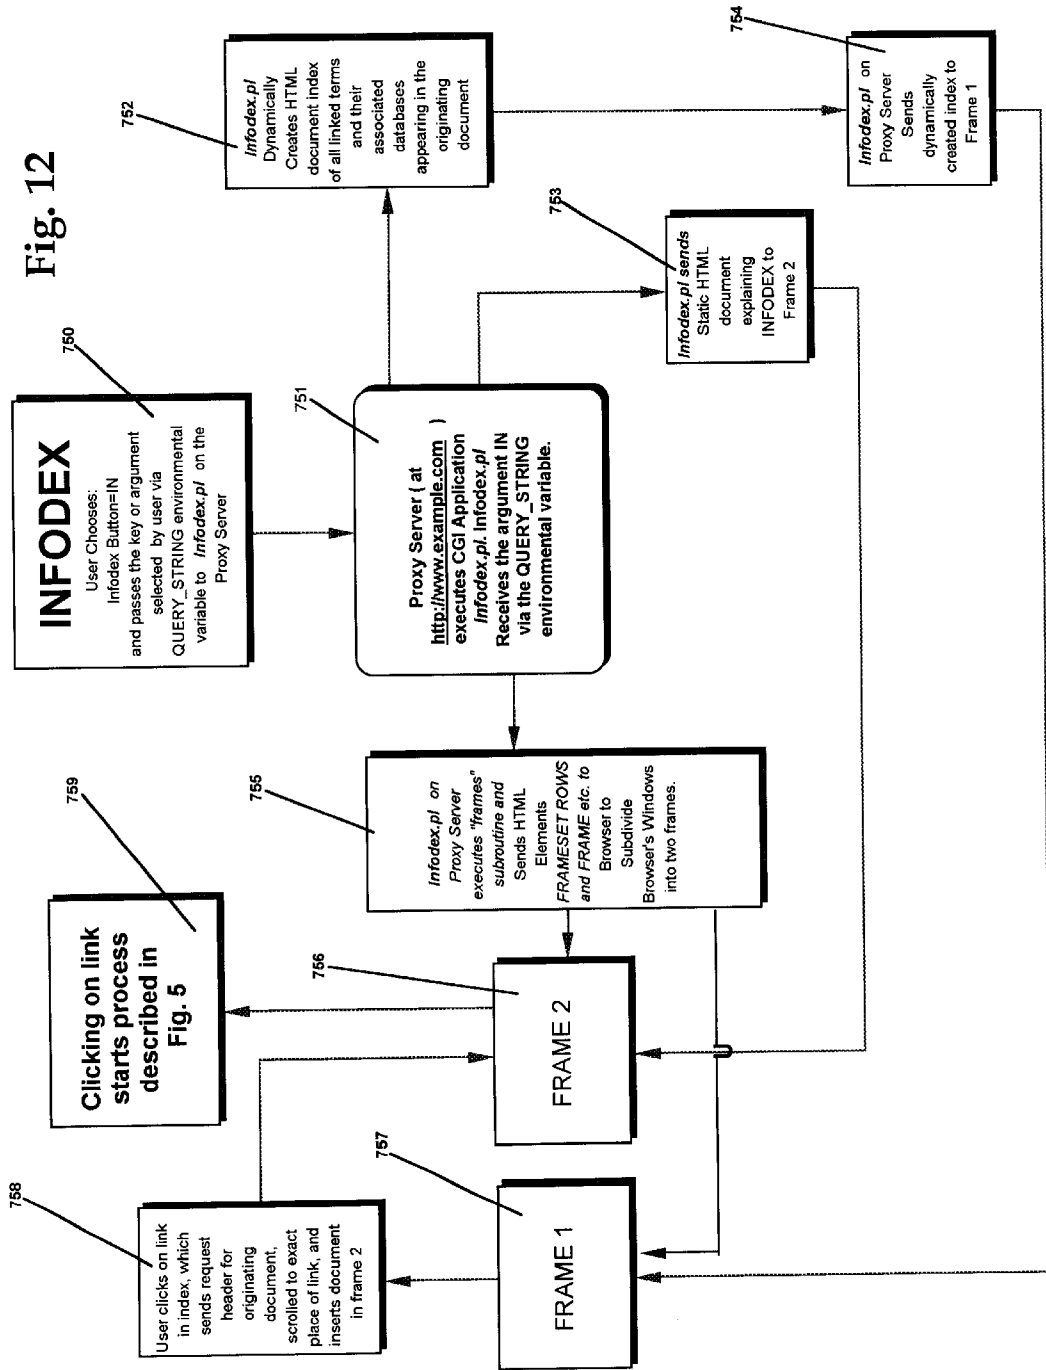 Fig. 12
758
User clicks on link
in index, which
sends request
header for
originating
document,
scrolled to exact
place of link, and
inserts document
in frame 2
759
Clicking on link
starts process
described in
Fig. 5
750
INFODEX
User Chooses:
Infodex Button=IN
and passes the key or argument
selected by user via
QUERY_STRING environmental
variable to Infodex.pl on the
Proxy Server
752
Infodex.pl
Dynamically
Creates HTML
document index
of all linked terms
and their
associated
databases
appearing in the
originating
document
757
FRAME 1
756
FRAME 2
755
Infodex.pl on
Proxy Server
executes "frames"
subroutine and
Sends HTML
Elements
FRAMESET ROWS
and FRAME etc. to
Browser to
Subdivide
Browser's Windows
into two frames.
751
Proxy Server ( at
http://www.example.com )
executes CGI Application
Infodex.pl. Infodex.pl
Receives the argument IN
via the QUERY_STRING
environmental variable.
753
Infodex.pl sends
Static HTML
document
explaining
INFODEX to
Frame 2
754
Infodex.pl on
Proxy Server
Sends
dynamically
created index to
Frame 1